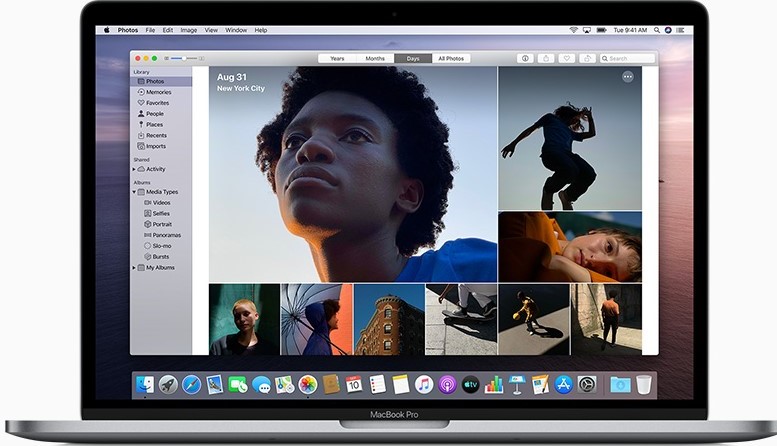 Photos File Edit Image View Window Help Tue 9:41 AM
Years Months Days All Photos Search
Library
Photos
Memories
Favorites
People
Places
Recents
Imports
Shared
Activity
Albums
Media Types
Videos
Selfies
Portrait
Panoramas
Slo-mo
Bursts
My Albums
Aug 31
New York City
10
tv
MacBook Pro